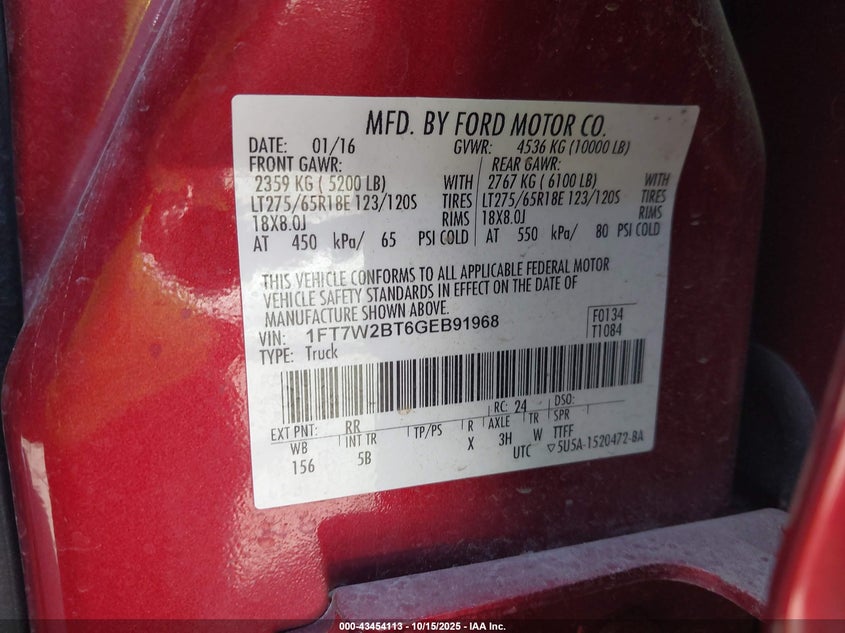 MFD. BY FORD MOTOR CO.
DATE: 01/16 GVWR: 4536 KG (10000 LB)
FRONT GAWR: REAR GAWR:
2359 KG ( 5200 LB) WITH 2767 KG ( 6100 LB) WITH
LT275/65R18E 123/120S TIRES LT275/65R18E 123/120S TIRES
18X8.0J RIMS 18X8.0J RIMS
AT 450 kPa/ 65 PSI COLD AT 550 kPa/ 80 PSI COLD
THIS VEHICLE CONFORMS TO ALL APPLICABLE FEDERAL MOTOR
VEHICLE SAFETY STANDARDS IN EFFECT ON THE DATE OF
MANUFACTURE SHOWN ABOVE.
VIN: 1FT7W2BT6GEB91968 F0134
TYPE: Truck T1084
RC: 24 DSO:
EXT PNT: RR
WB INT TR TP/PS R AXLE TR SPR
156 5B X 3H W TTFF
UTC ▽5U5A-1520472-BA
000-43454113 - 10/15/2025 - IAA Inc.